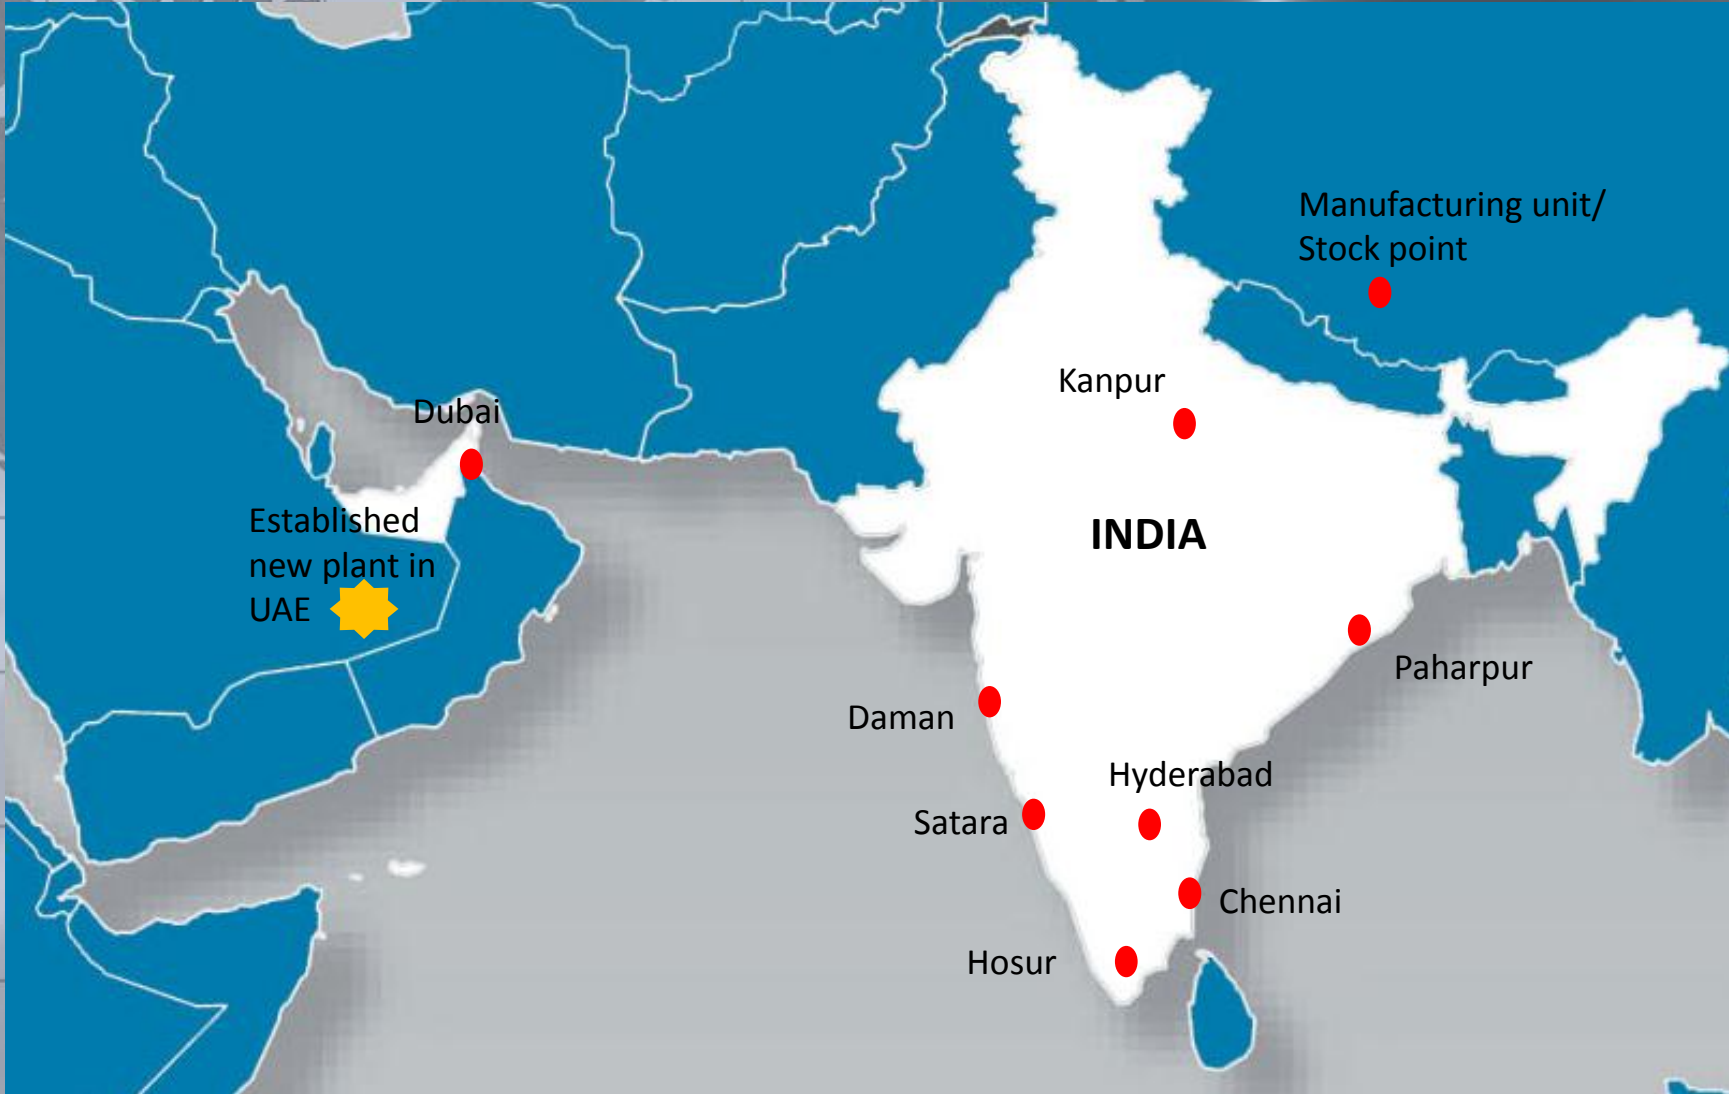 Manufacturing unit/
Stock point
Kanpur
Dubai
Established
new plant in
UAE
INDIA
Paharpur
Daman
Hyderabad
Satara
Chennai
Hosur